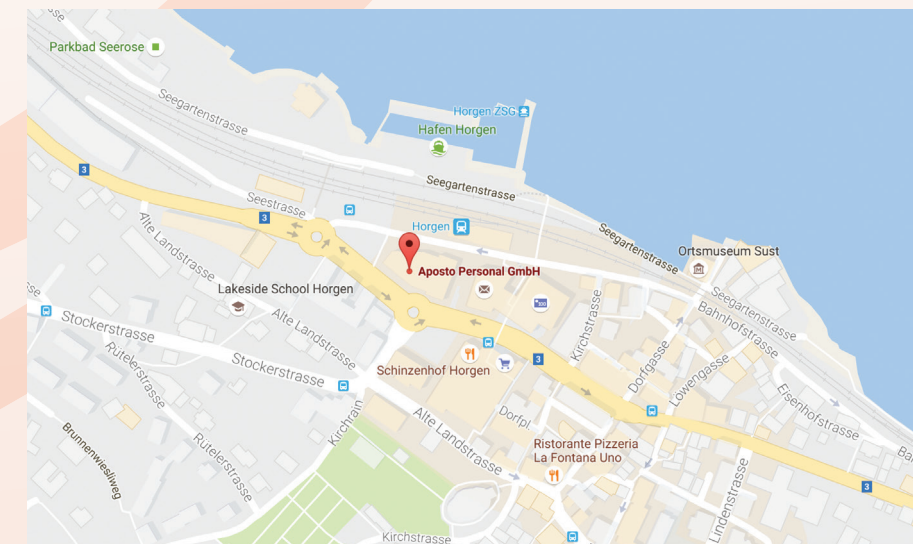 Parkbad Seerose
Seegartenstrasse
Horgen ZSG
Hafen Horgen
3
Seegartenstrasse
Seestrasse
3
Horgen
Alte Landstrasse
Seegartenstrasse
Ortsmuseum Sust
Aposto Personal GmbH
Lakeside School Horgen
Seegartenstrasse
Bahnhofstrasse
Alte Landstrasse
Stockerstrasse
Kirchstrasse
Stockerstrasse
Rütelerstrasse
3
Dorfgasse
Löwengasse
Schinzenhof Horgen
Eisenhofstrasse
Kirchrain
Alte Landstrasse
Dorfpl.
Brunnenwiesliweg
Rütelerstrasse
Ristorante Pizzeria
La Fontana Uno
Lindenstrasse
3
Kirchstrasse